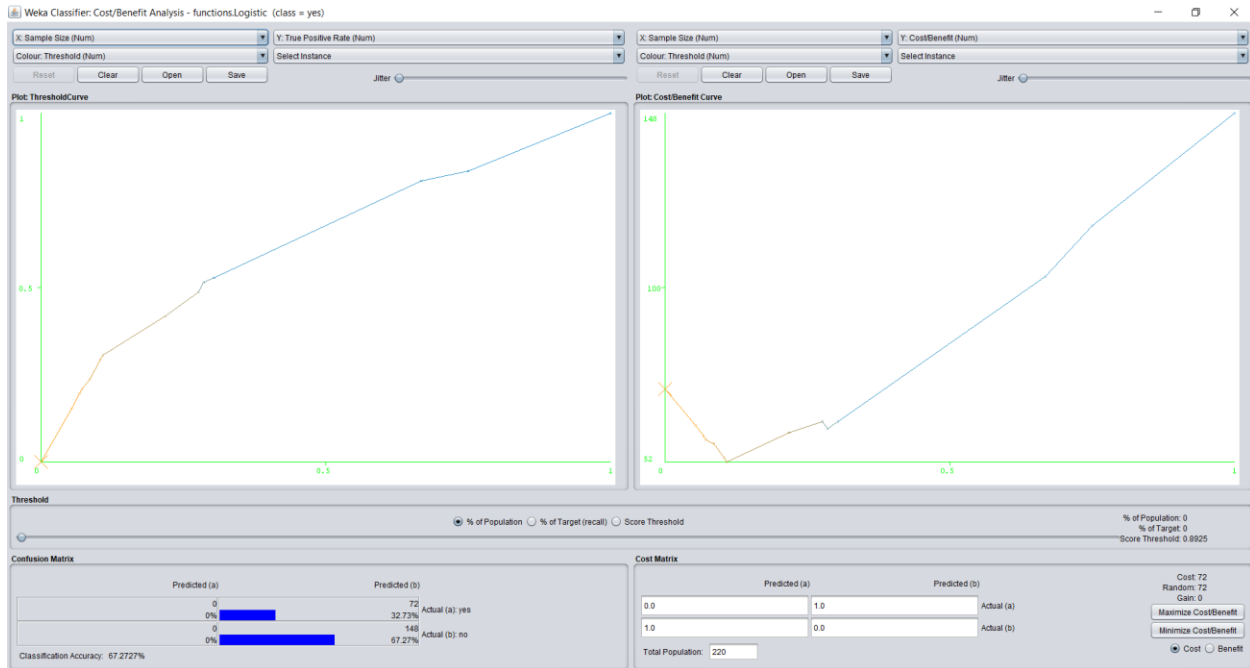 Weka Classifier: Cost/Benefit Analysis - functions.Logistic (class = yes)
X: Sample Size (Num)
Y: True Positive Rate (Num)
Colour: Threshold (Num)
Select Instance
Reset
Clear
Open
Save
Jitter
X: Sample Size (Num)
Y: Cost/Benefit (Num)
Colour: Threshold (Num)
Select Instance
Reset
Clear
Open
Save
Jitter
Plot: ThresholdCurve
1
0.5
0
0
0.5
1
Plot: Cost/Benefit Curve
148
100
52
0
0.5
1
Threshold
% of Population
% of Target (recall)
Score Threshold
% of Population: 0
% of Target: 0
Score Threshold: 0.8925
Confusion Matrix
Predicted (a)
Predicted (b)
0
72
0%
32.73%
Actual (a): yes
0
148
0%
67.27%
Actual (b): no
Classification Accuracy: 67.2727%
Cost Matrix
Predicted (a)
Predicted (b)
0.0
1.0
Actual (a)
1.0
0.0
Actual (b)
Total Population:
220
Cost: 72
Random: 72
Gain: 0
Maximize Cost/Benefit
Minimize Cost/Benefit
Cost
Benefit